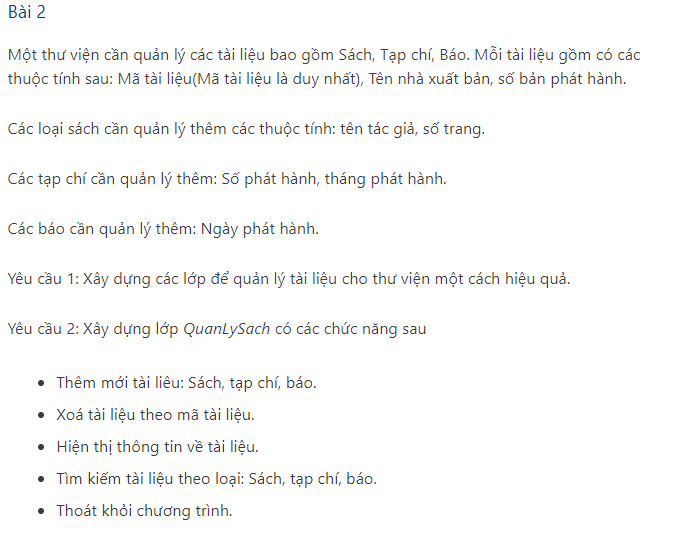 Bài 2
Một thư viện cần quản lý các tài liệu bao gồm Sách, Tạp chí, Báo. Mỗi tài liệu gồm có các
thuộc tính sau: Mã tài liệu(Mã tài liệu là duy nhất), Tên nhà xuất bản, số bản phát hành.
Các loại sách cần quản lý thêm các thuộc tính: tên tác giả, số trang.
Các tạp chí cần quản lý thêm: Số phát hành, tháng phát hành.
Các báo cần quản lý thêm: Ngày phát hành.
Yêu cầu 1: Xây dựng các lớp để quản lý tài liệu cho thư viện một cách hiệu quả.
Yêu cầu 2: Xây dựng lớp QuanLySach có các chức năng sau
• Thêm mới tài liêu: Sách, tạp chí, báo.
• Xoá tài liệu theo mã tài liệu.
• Hiện thị thông tin về tài liệu.
• Tìm kiếm tài liệu theo loại: Sách, tạp chí, báo.
• Thoát khỏi chương trình.